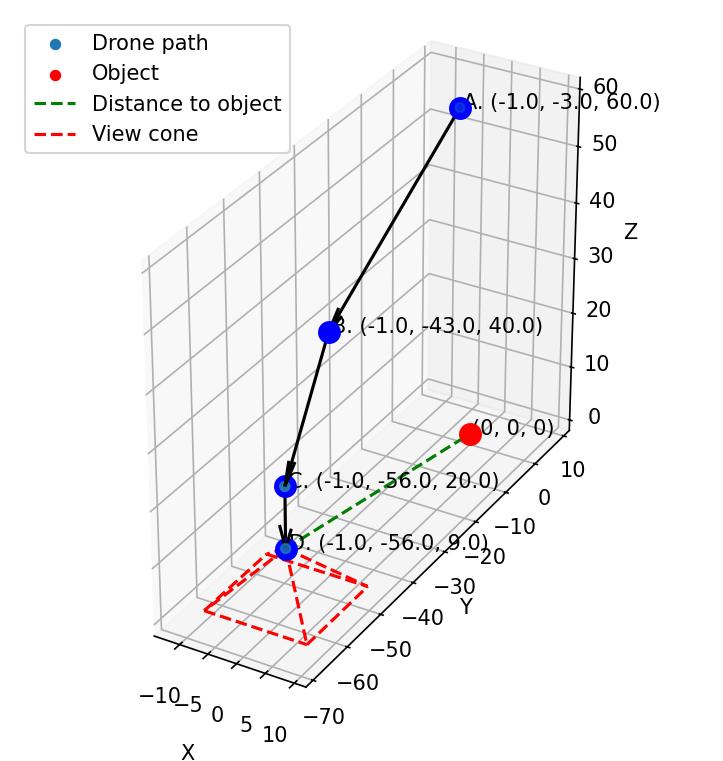 Drone path
Object
Distance to object
View cone
A. (-1.0, -3.0, 60.0)
B. (-1.0, -43.0, 40.0)
C. (-1.0, -56.0, 20.0)
D. (-1.0, -56.0, 9.0)
(0, 0, 0)
60
50
40
30
20
10
0
Z
10
0
−10
−20
−30
−40
−50
−60
−70
Y
−10
−5
0
5
10
X